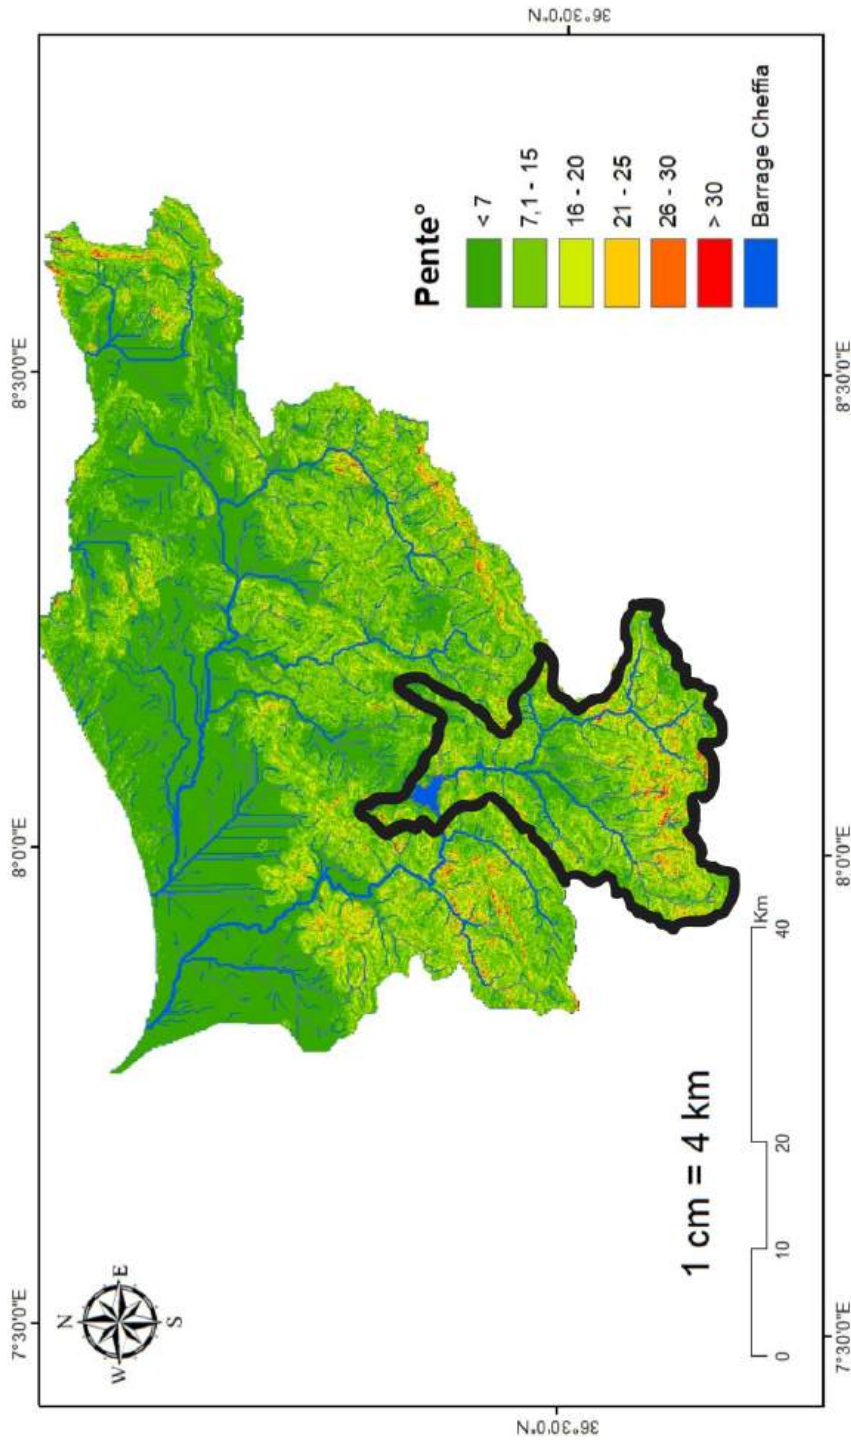 7°30'0"E
8°0'0"E
8°30'0"E
N
W
E
S
Pente°
< 7
7,1 - 15
16 - 20
21 - 25
26 - 30
> 30
Barrage Cheffia
36°30'0"N
36°30'0"N
1 cm = 4 km
Km
0
10
20
40
7°30'0"E
8°0'0"E
8°30'0"E